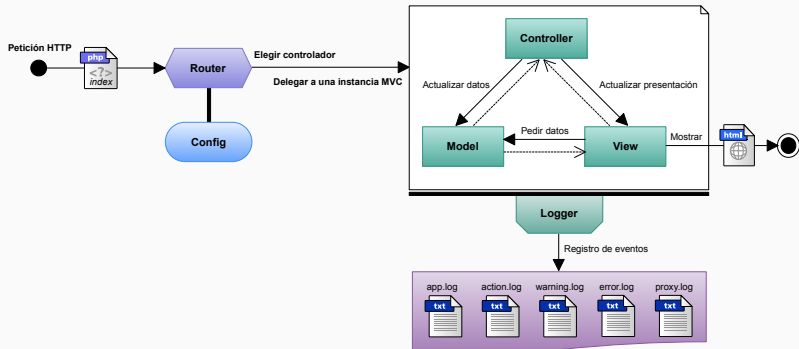 Petición HTTP
php
<?>
index
Router
Config
Elegir controlador
Delegar a una instancia MVC
Controller
Actualizar datos
Actualizar presentación
Model
Pedir datos
View
Mostrar
html
Logger
Registro de eventos
app.log
action.log
warning.log
error.log
proxy.log
txt
txt
txt
txt
txt